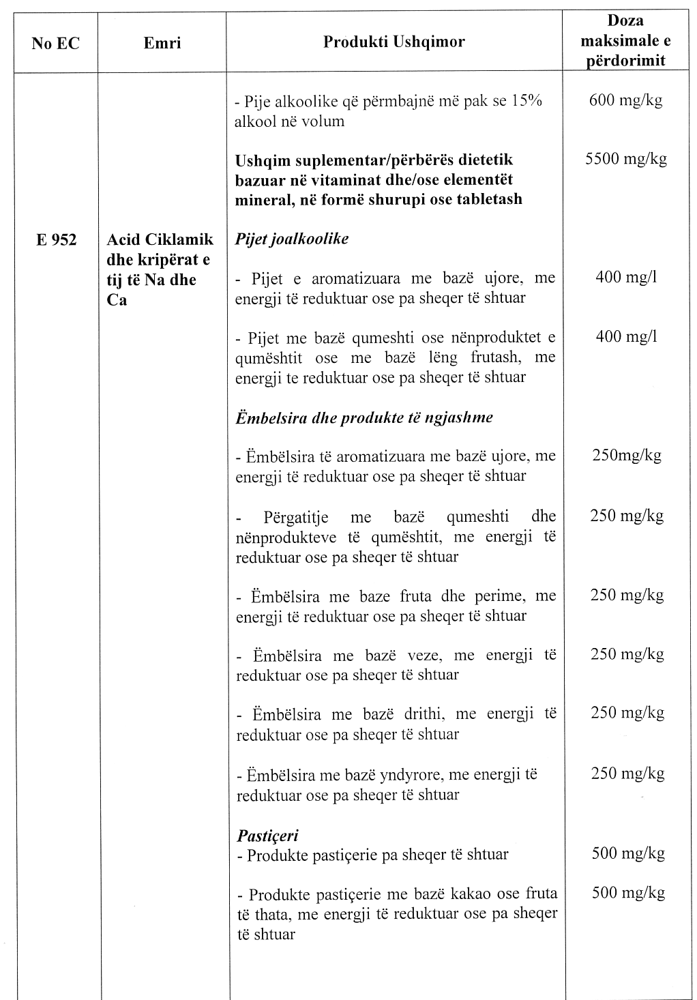 No EC
Emri
Produkti Ushqimor
Doza
maksimale e
përdorimit
- Pije alkoolike që përmbajnë më pak se 15%
alkool në volum
600 mg/kg
Ushqim suplementar/përbërës dietetik
bazuar në vitaminat dhe/ose elementët
mineral, në formë shurupi ose tabletash
5500 mg/kg
E 952
Acid Ciklamik
dhe kripërat e
tij të Na dhe
Ca
Pijet joalkoolike
- Pijet e aromatizuara me bazë ujore, me
energji të reduktuar ose pa sheqer të shtuar
400 mg/l
- Pijet me bazë qumeshti ose nënproduktet e
qumështit ose me bazë lëng frutash, me
energji te reduktuar ose pa sheqer të shtuar
400 mg/l
Ëmbelsira dhe produkte të ngjashme
- Ëmbëlsira të aromatizuara me bazë ujore, me
energji të reduktuar ose pa sheqer të shtuar
250mg/kg
- Përgatitje me bazë qumeshti dhe
nënprodukteve të qumështit, me energji të
reduktuar ose pa sheqer të shtuar
250 mg/kg
- Ëmbëlsira me baze fruta dhe perime, me
energji të reduktuar ose pa sheqer të shtuar
250 mg/kg
- Ëmbëlsira me bazë veze, me energji të
reduktuar ose pa sheqer të shtuar
250 mg/kg
- Ëmbëlsira me bazë drithi, me energji të
reduktuar ose pa sheqer të shtuar
250 mg/kg
- Ëmbëlsira me bazë yndyrore, me energji të
reduktuar ose pa sheqer të shtuar
250 mg/kg
Pastiçeri
- Produkte pastiçerie pa sheqer të shtuar
500 mg/kg
- Produkte pastiçerie me bazë kakao ose fruta
të thata, me energji të reduktuar ose pa sheqer
të shtuar
500 mg/kg